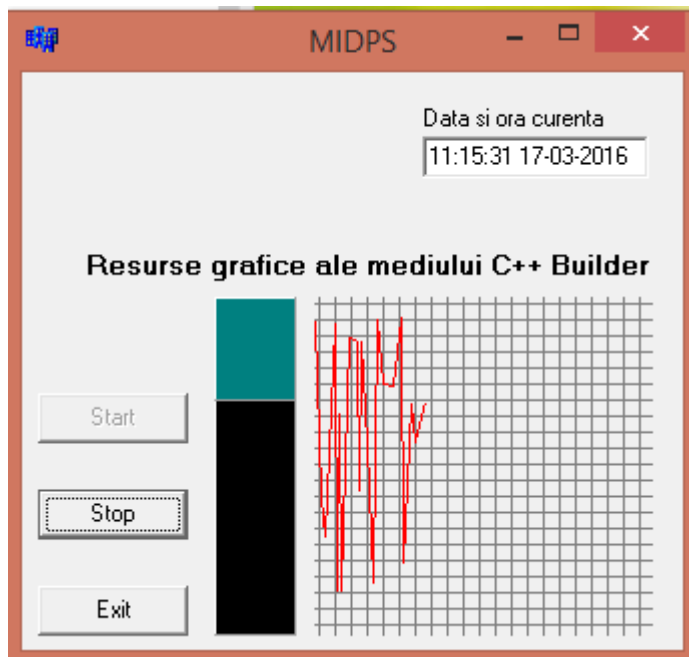 MIDPS
Data si ora curenta
11:15:31 17-03-2016
Resurse grafice ale mediului C++ Builder
Start
Stop
Exit